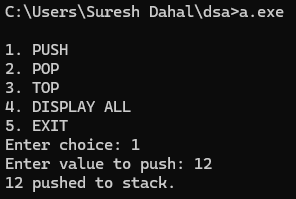 C:\Users\Suresh Dahal\dsa>a.exe
1. PUSH
2. POP
3. TOP
4. DISPLAY ALL
5. EXIT
Enter choice: 1
Enter value to push: 12
12 pushed to stack.